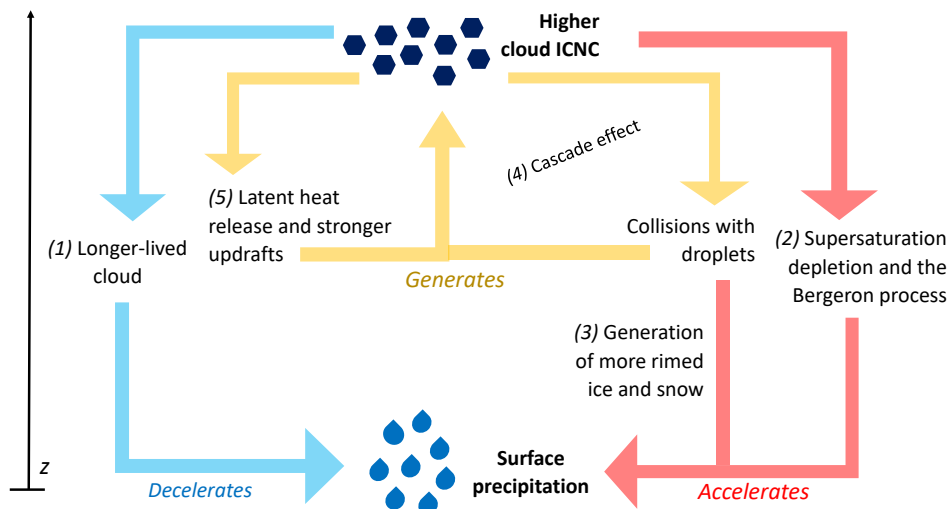 Higher
cloud ICNC
(4) Cascade effect
(5) Latent heat
release and stronger
updrafts
(1) Longer-lived
cloud
Collisions with
droplets
(2) Supersaturation
depletion and the
Bergeron process
Generates
(3) Generation
of more rimed
ice and snow
z
Surface
precipitation
Decelerates
Accelerates